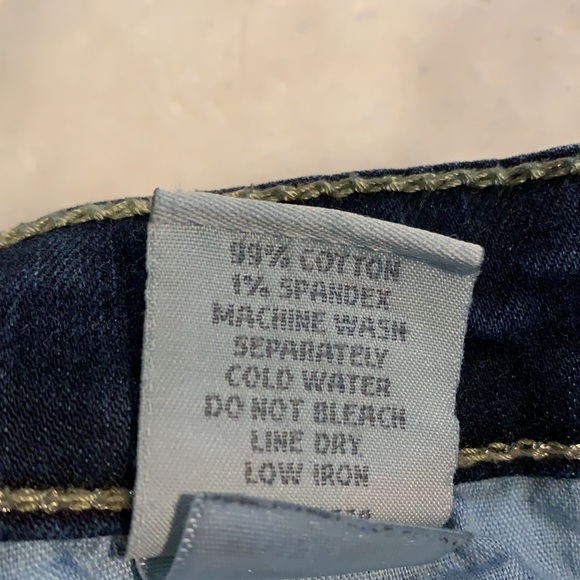 99% COTTON
1% SPANDEX
MACHINE WASH
SEPARATELY
COLD WATER
DO NOT BLEACH
LINE DRY
LOW IRON